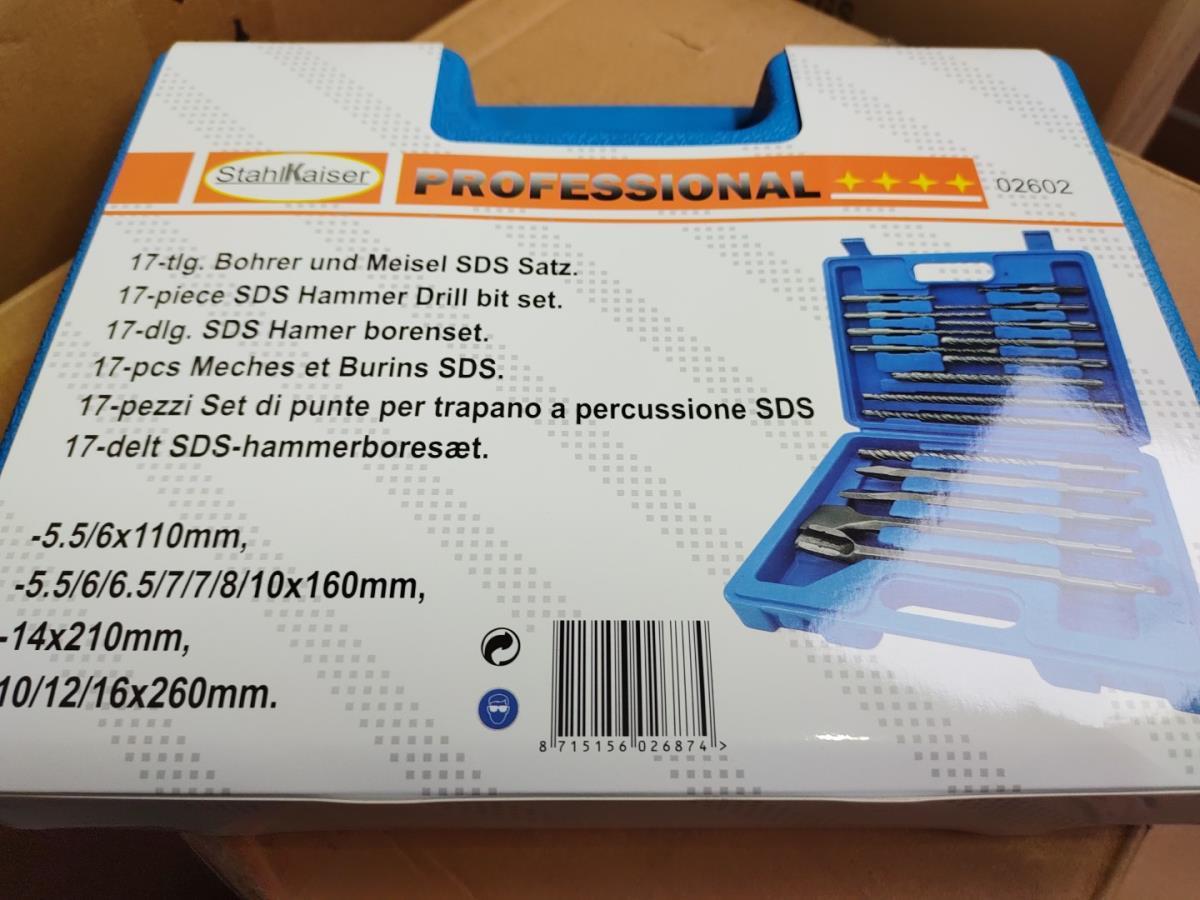 StahlKaiser PROFESSIONAL 02602
17-tlg. Bohrer und Meisel SDS Satz.
17-piece SDS Hammer Drill bit set.
17-dlg. SDS Hamer borenset.
17-pcs Meches et Burins SDS.
17-pezzi Set di punte per trapano a percussione SDS
17-delt SDS-hammerboresæt.
-5.5/6x110mm,
-5.5/6/6.5/7/7/8/10x160mm,
-14x210mm,
10/12/16x260mm.
8 715156 026874 >